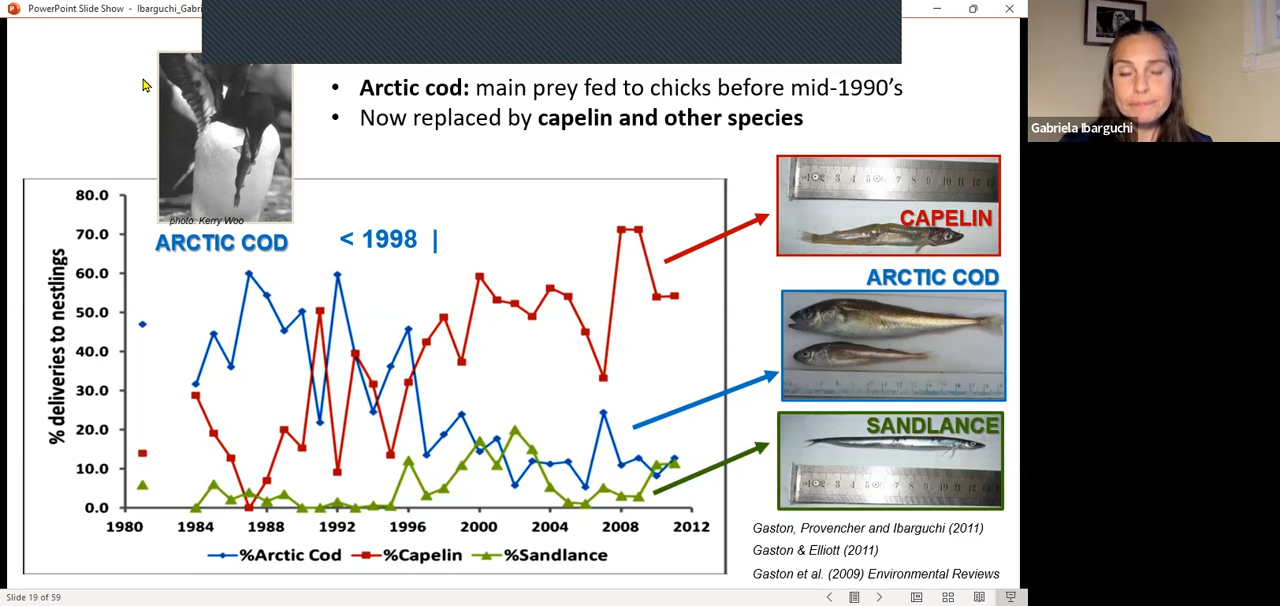 PowerPoint Slide Show - Ibarguchi_Gabri
• Arctic cod: main prey fed to chicks before mid-1990's
• Now replaced by capelin and other species
Gabriela Ibarguchi
photo: Kerry Woo
ARCTIC COD
< 1998 |
% deliveries to nestlings
80.0
70.0
60.0
50.0
40.0
30.0
20.0
10.0
0.0
1980 1984 1988 1992 1996 2000 2004 2008 2012
%Arctic Cod %Capelin %Sandlance
CAPELIN
ARCTIC COD
SANDLANCE
Gaston, Provencher and Ibarguchi (2011)
Gaston & Elliott (2011)
Gaston et al. (2009) Environmental Reviews
Slide 19 of 59